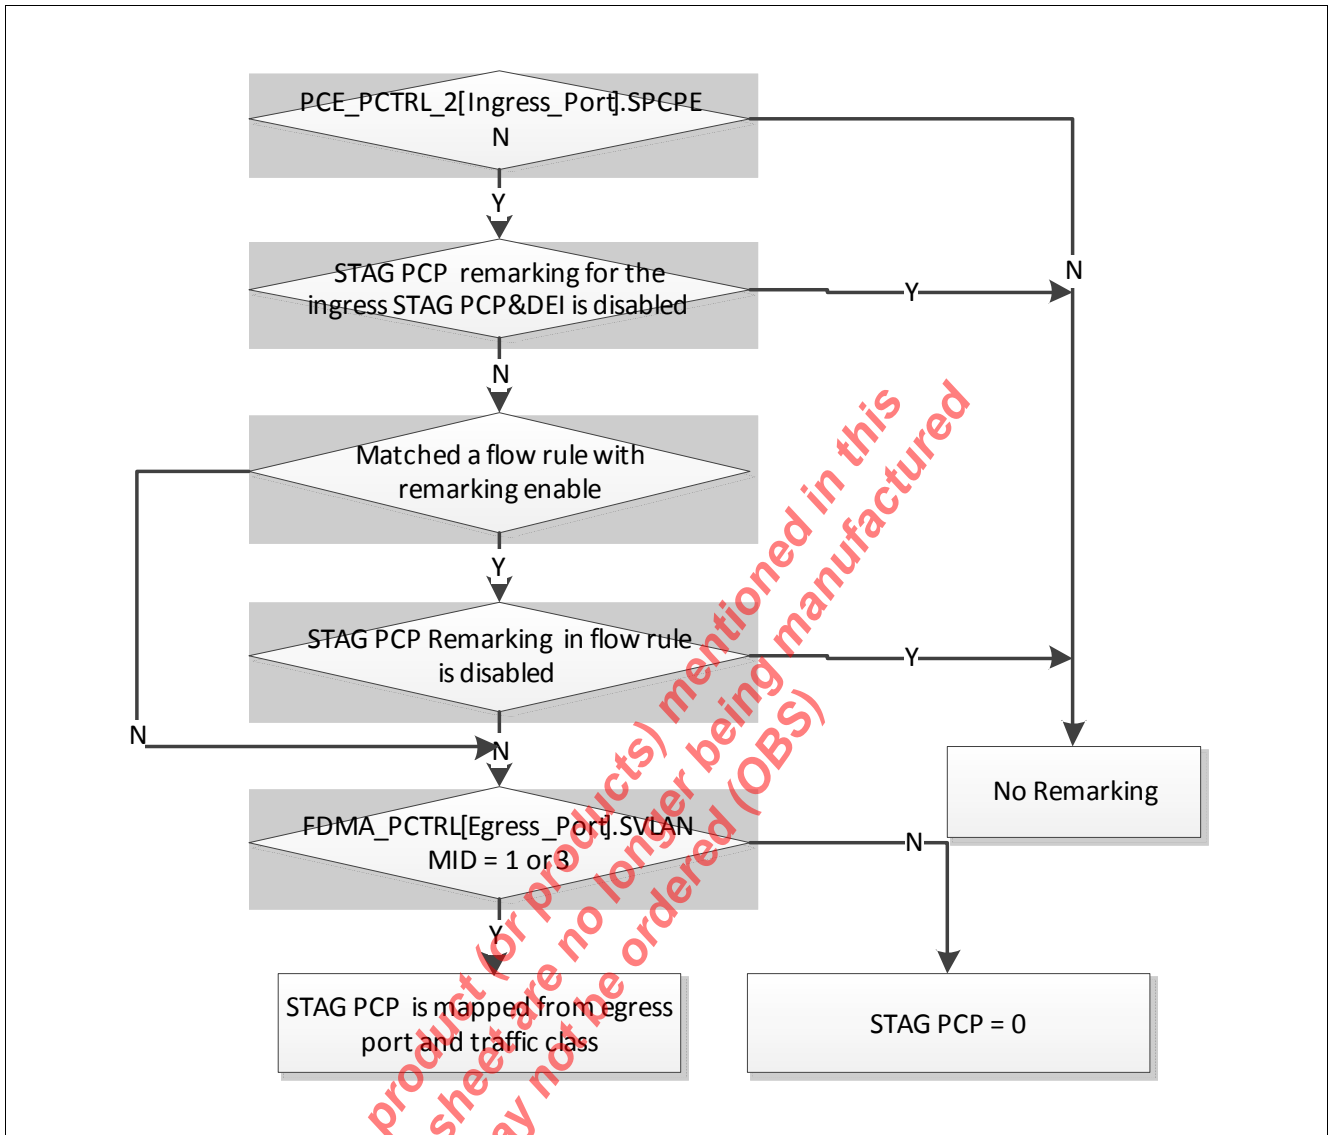 PCE_PCTRL_2[Ingress_Port].SPCPE
N
N
Y
STAG PCP remarking for the
ingress STAG PCP&DEI is disabled
Y
N
Matched a flow rule with
remarking enable
Y
STAG PCP Remarking in flow rule
is disabled
Y
N
N
No Remarking
FDMA_PCTRL[Egress_Port].SVLAN
MID = 1 or 3
N
Y
STAG PCP is mapped from egress
port and traffic class
STAG PCP = 0
product (or products) mentioned in this
sheet are no longer being manufactured
may not be ordered (OBS)